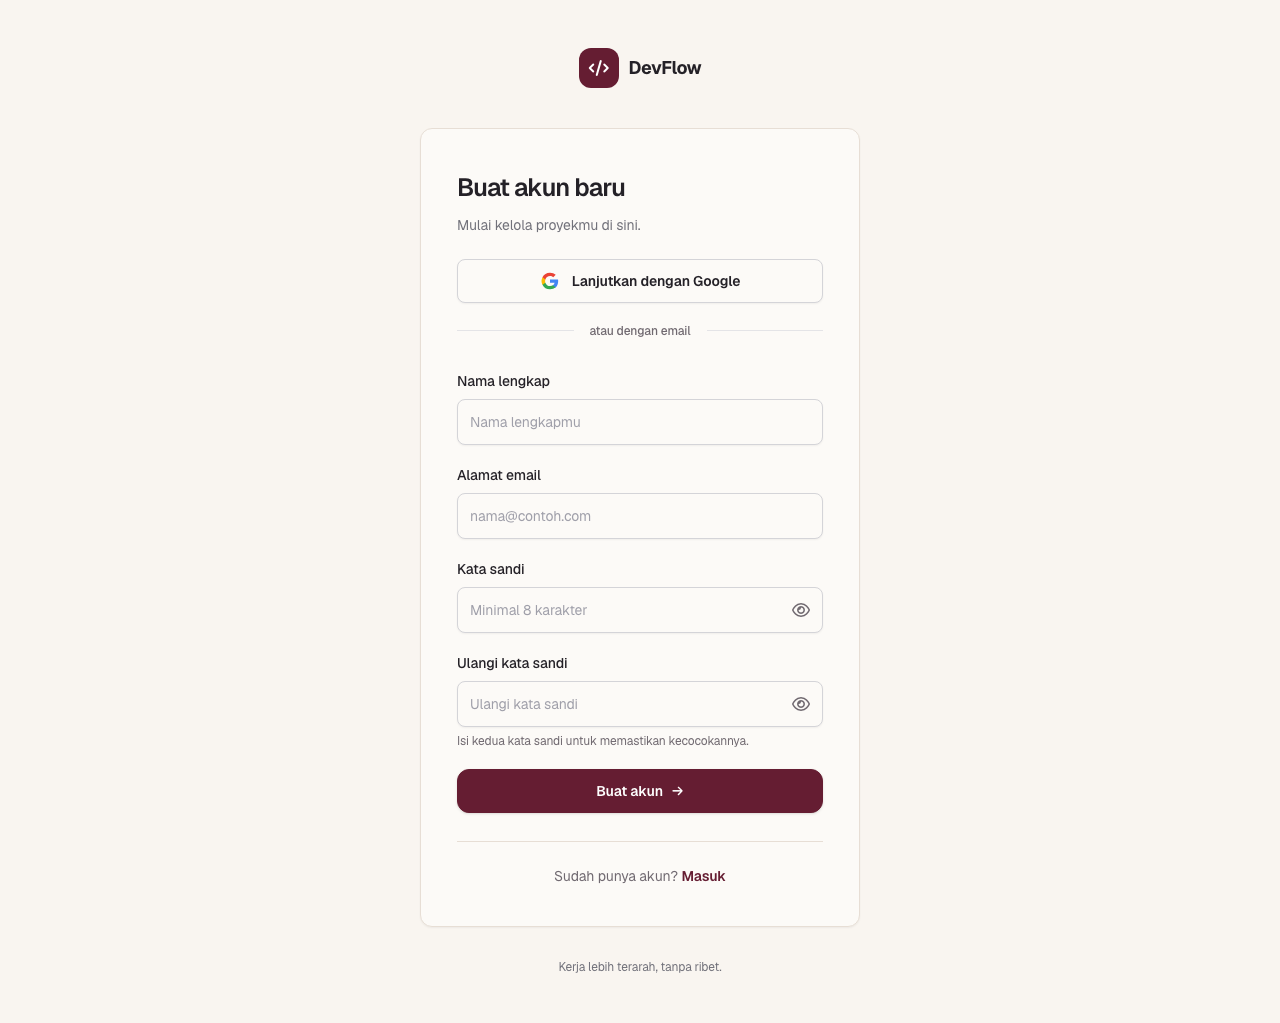 DevFlow
Buat akun baru
Mulai kelola proyekmu di sini.
Lanjutkan dengan Google
atau dengan email
Nama lengkap
Nama lengkapmu
Alamat email
nama@contoh.com
Kata sandi
Minimal 8 karakter
Ulangi kata sandi
Ulangi kata sandi
Isi kedua kata sandi untuk memastikan kecocokannya.
Buat akun →
Sudah punya akun? Masuk
Kerja lebih terarah, tanpa ribet.